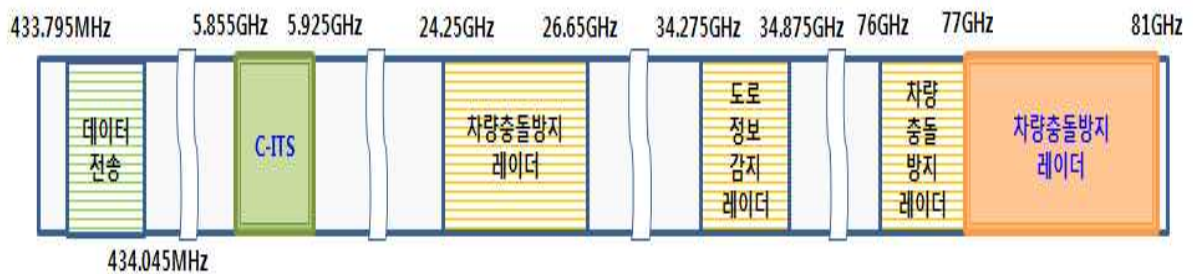 433.795MHz 5.855GHz 5.925GHz 24.25GHz 26.65GHz 34.275GHz 34.875GHz 76GHz 77GHz 81GHz
데이터
전송
C-ITS
차량충돌방지
레이더
도로
정보
감지
레이더
차량
충돌
방지
레이더
차량충돌방지
레이더
434.045MHz